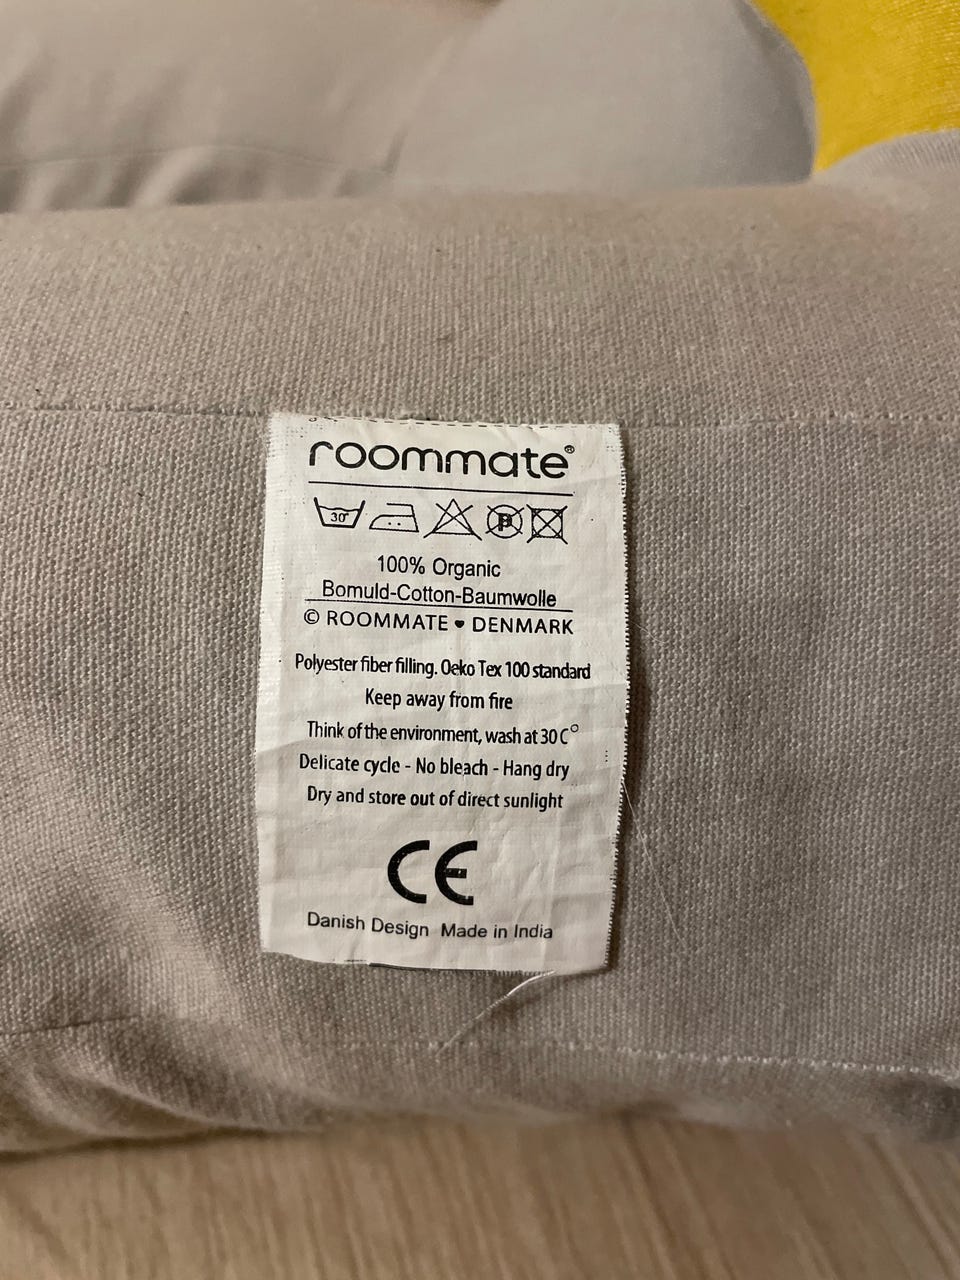 roommate®
30° P
100% Organic
Bomuld-Cotton-Baumwolle
© ROOMMATE ♥ DENMARK
Polyester fiber filling. Oeko Tex 100 standard
Keep away from fire
Think of the environment, wash at 30 C°
Delicate cycle - No bleach - Hang dry
Dry and store out of direct sunlight
CE
Danish Design Made in India